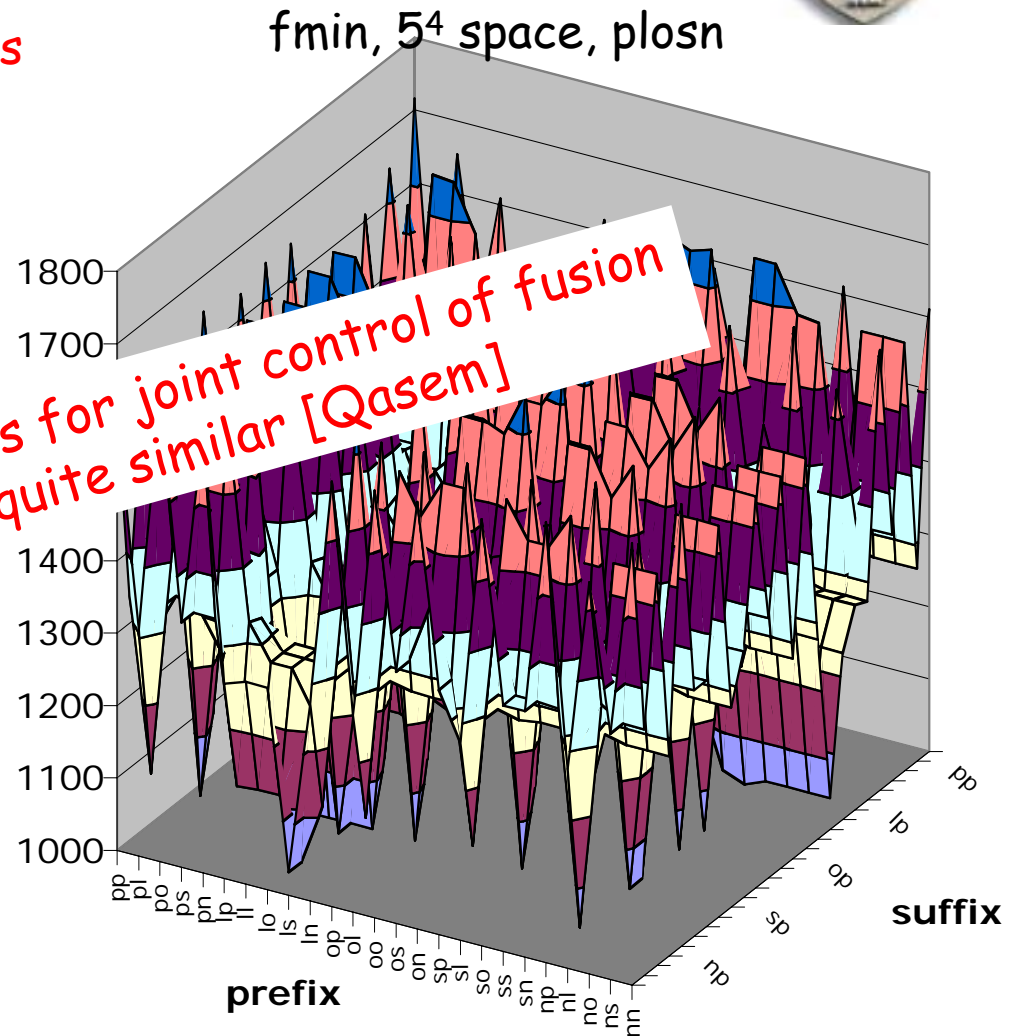 s
fmin, 5⁴ space, plosn
s for joint control of fusion
quite similar [Qasem]
1800
1700
1400
1300
1200
1100
1000
pp
pl
po
ps
pn
lp
ll
lo
ls
ln
op
ol
oo
os
on
sp
sl
so
ss
sn
np
nl
no
ns
nn
prefix
pp
lp
op
sp
np
suffix